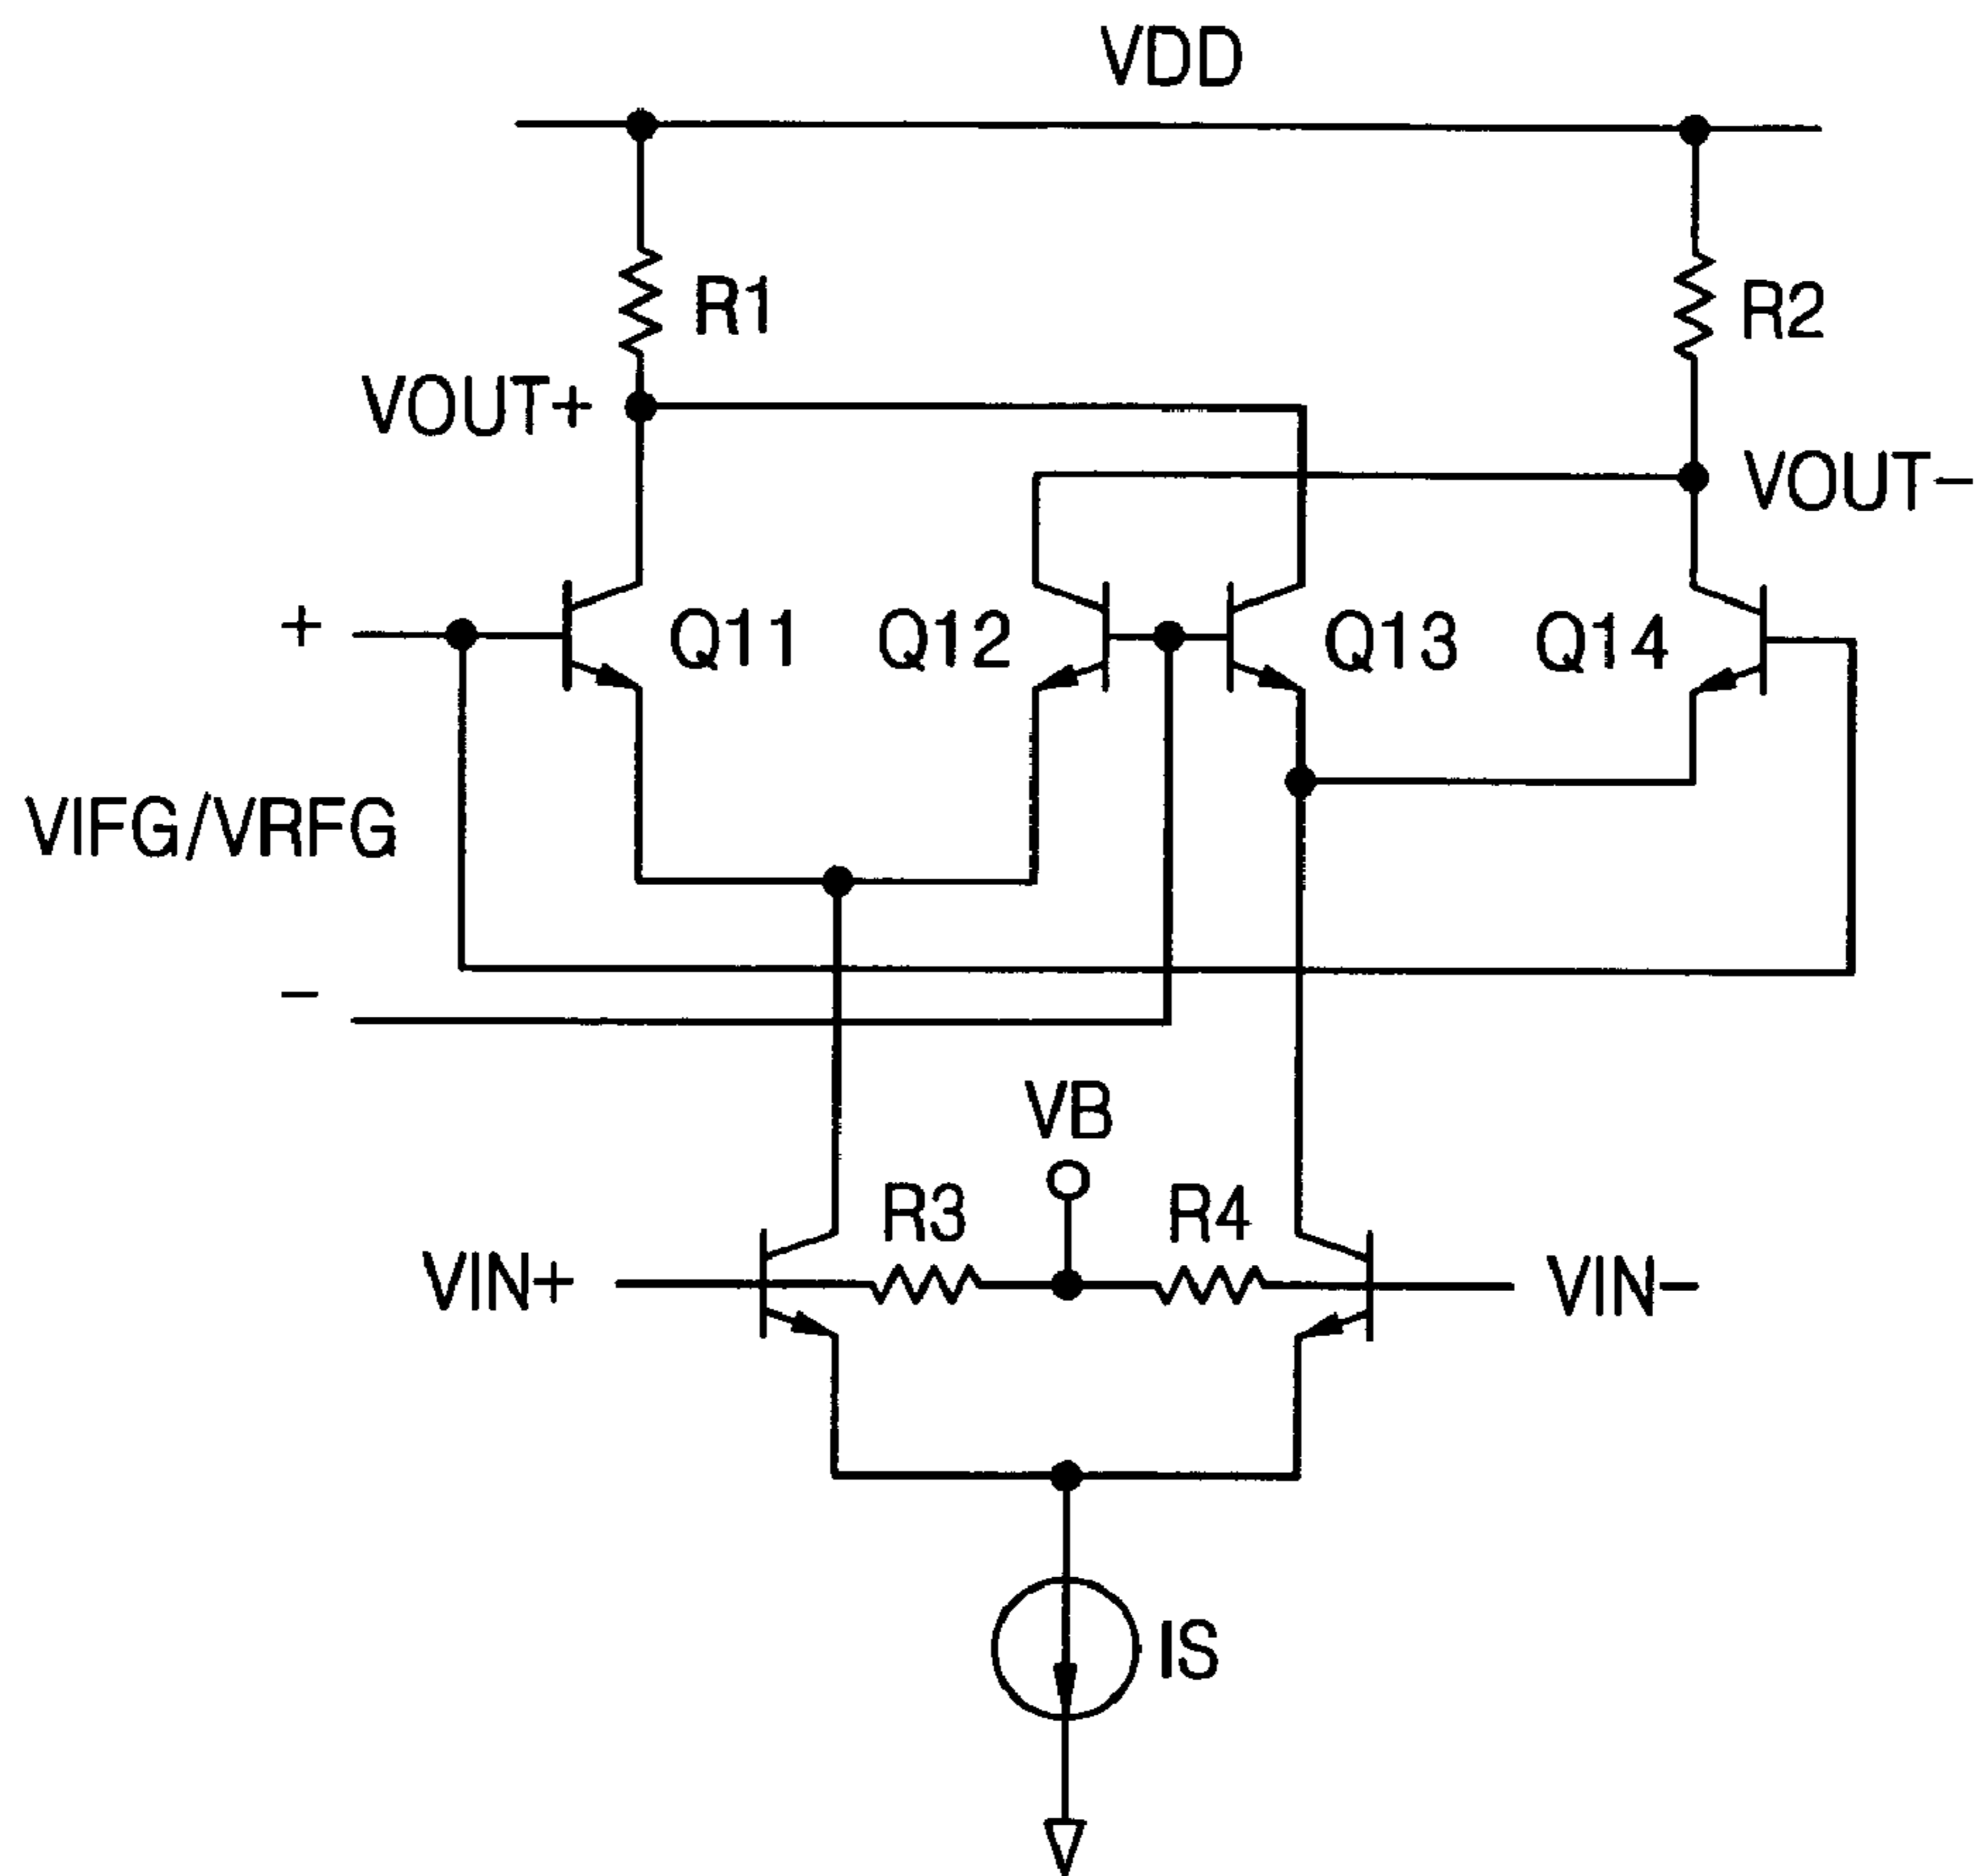 VDD
R1
R2
VOUT+
VOUT−
+
Q11
Q12
Q13
Q14
VIFG/VRFG
−
VB
R3
R4
VIN+
VIN−
IS